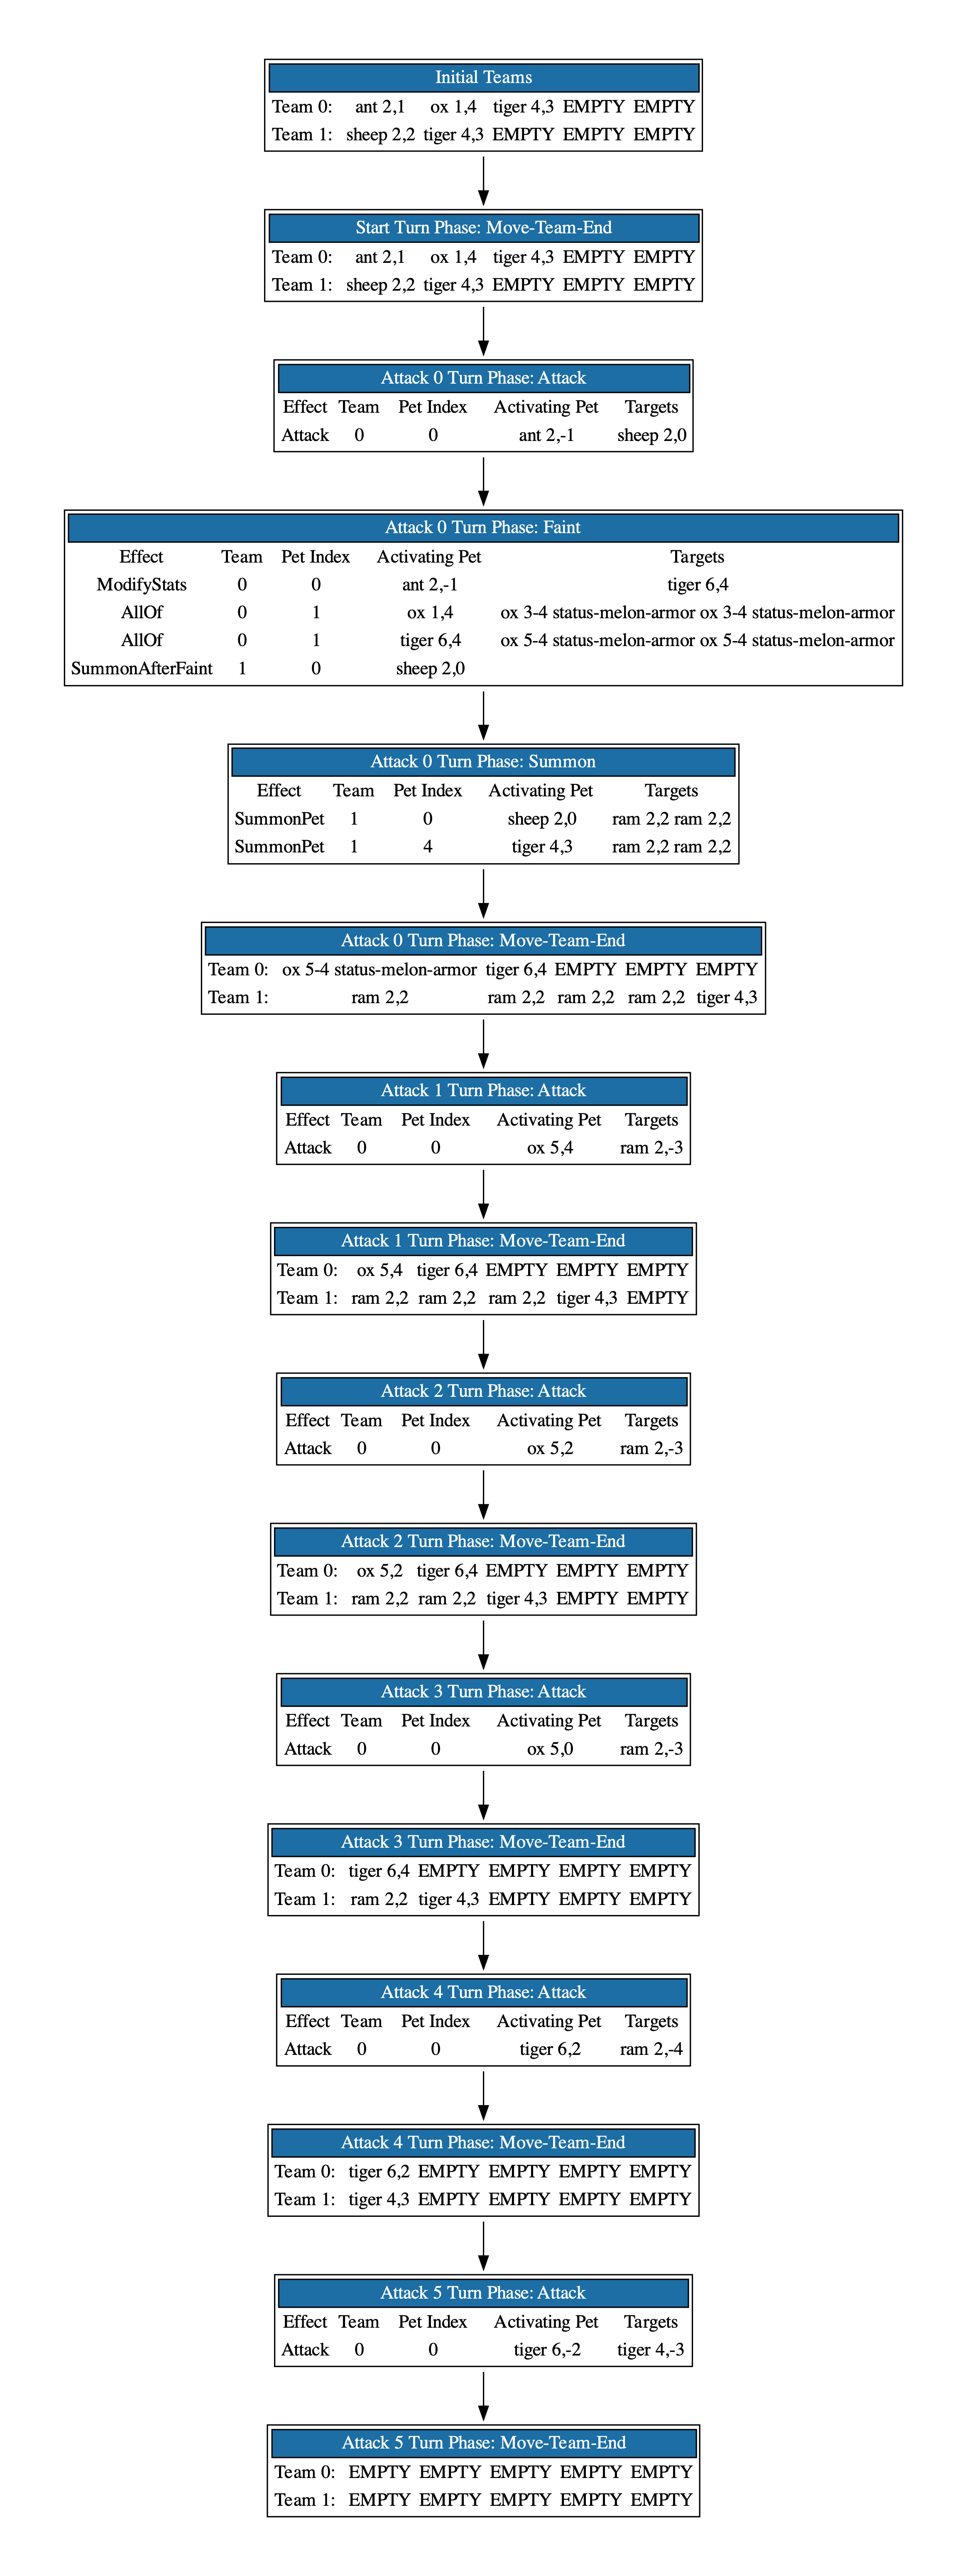 Initial Teams
Team 0: ant 2,1 ox 1,4 tiger 4,3 EMPTY EMPTY
Team 1: sheep 2,2 tiger 4,3 EMPTY EMPTY EMPTY
Start Turn Phase: Move-Team-End
Team 0: ant 2,1 ox 1,4 tiger 4,3 EMPTY EMPTY
Team 1: sheep 2,2 tiger 4,3 EMPTY EMPTY EMPTY
Attack 0 Turn Phase: Attack
Effect Team Pet Index Activating Pet Targets
Attack 0 0 ant 2,-1 sheep 2,0
Attack 0 Turn Phase: Faint
Effect Team Pet Index Activating Pet Targets
ModifyStats 0 0 ant 2,-1 tiger 6,4
AllOf 0 1 ox 1,4 ox 3-4 status-melon-armor ox 3-4 status-melon-armor
AllOf 0 1 tiger 6,4 ox 5-4 status-melon-armor ox 5-4 status-melon-armor
SummonAfterFaint 1 0 sheep 2,0
Attack 0 Turn Phase: Summon
Effect Team Pet Index Activating Pet Targets
SummonPet 1 0 sheep 2,0 ram 2,2 ram 2,2
SummonPet 1 4 tiger 4,3 ram 2,2 ram 2,2
Attack 0 Turn Phase: Move-Team-End
Team 0: ox 5-4 status-melon-armor tiger 6,4 EMPTY EMPTY EMPTY
Team 1: ram 2,2 ram 2,2 ram 2,2 ram 2,2 tiger 4,3
Attack 1 Turn Phase: Attack
Effect Team Pet Index Activating Pet Targets
Attack 0 0 ox 5,4 ram 2,-3
Attack 1 Turn Phase: Move-Team-End
Team 0: ox 5,4 tiger 6,4 EMPTY EMPTY EMPTY
Team 1: ram 2,2 ram 2,2 ram 2,2 tiger 4,3 EMPTY
Attack 2 Turn Phase: Attack
Effect Team Pet Index Activating Pet Targets
Attack 0 0 ox 5,2 ram 2,-3
Attack 2 Turn Phase: Move-Team-End
Team 0: ox 5,2 tiger 6,4 EMPTY EMPTY EMPTY
Team 1: ram 2,2 ram 2,2 tiger 4,3 EMPTY EMPTY
Attack 3 Turn Phase: Attack
Effect Team Pet Index Activating Pet Targets
Attack 0 0 ox 5,0 ram 2,-3
Attack 3 Turn Phase: Move-Team-End
Team 0: tiger 6,4 EMPTY EMPTY EMPTY EMPTY
Team 1: ram 2,2 tiger 4,3 EMPTY EMPTY EMPTY
Attack 4 Turn Phase: Attack
Effect Team Pet Index Activating Pet Targets
Attack 0 0 tiger 6,2 ram 2,-4
Attack 4 Turn Phase: Move-Team-End
Team 0: tiger 6,2 EMPTY EMPTY EMPTY EMPTY
Team 1: tiger 4,3 EMPTY EMPTY EMPTY EMPTY
Attack 5 Turn Phase: Attack
Effect Team Pet Index Activating Pet Targets
Attack 0 0 tiger 6,-2 tiger 4,-3
Attack 5 Turn Phase: Move-Team-End
Team 0: EMPTY EMPTY EMPTY EMPTY EMPTY
Team 1: EMPTY EMPTY EMPTY EMPTY EMPTY